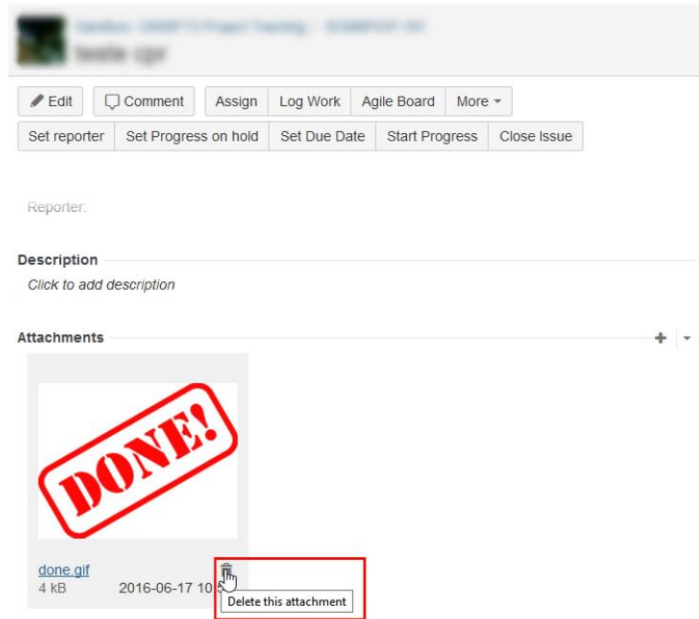 Edit Comment Assign Log Work Agile Board More
Set reporter Set Progress on hold Set Due Date Start Progress Close Issue
Reporter:
Description
Click to add description
Attachments
DONE!
done.gif
4 kB 2016-06-17 10:5
Delete this attachment